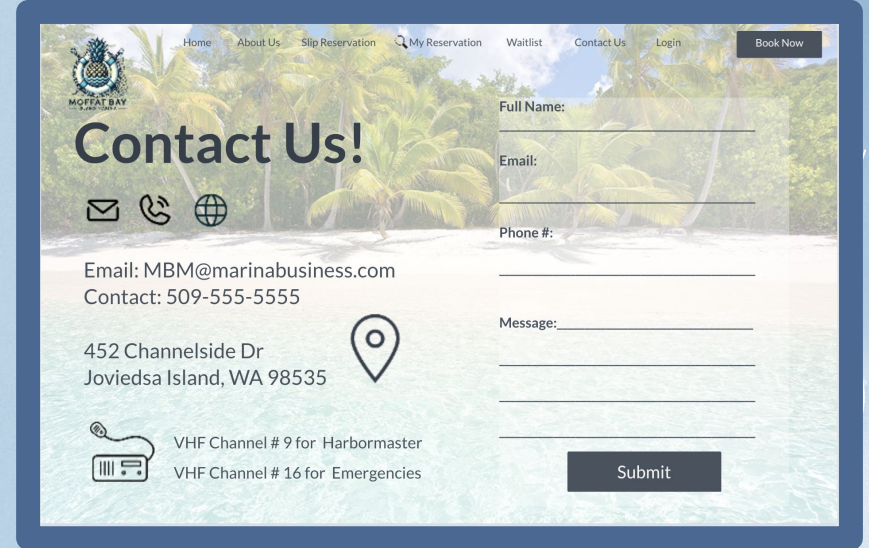 Home About Us Slip Reservation My Reservation Waitlist Contact Us Login Book Now
MOFFAT BAY
Contact Us!
Email: MBM@marinabusiness.com
Contact: 509-555-5555
452 Channelside Dr
Joviedsa Island, WA 98535
VHF Channel # 9 for Harbormaster
VHF Channel # 16 for Emergencies
Full Name:
Email:
Phone #:
Message:
Submit